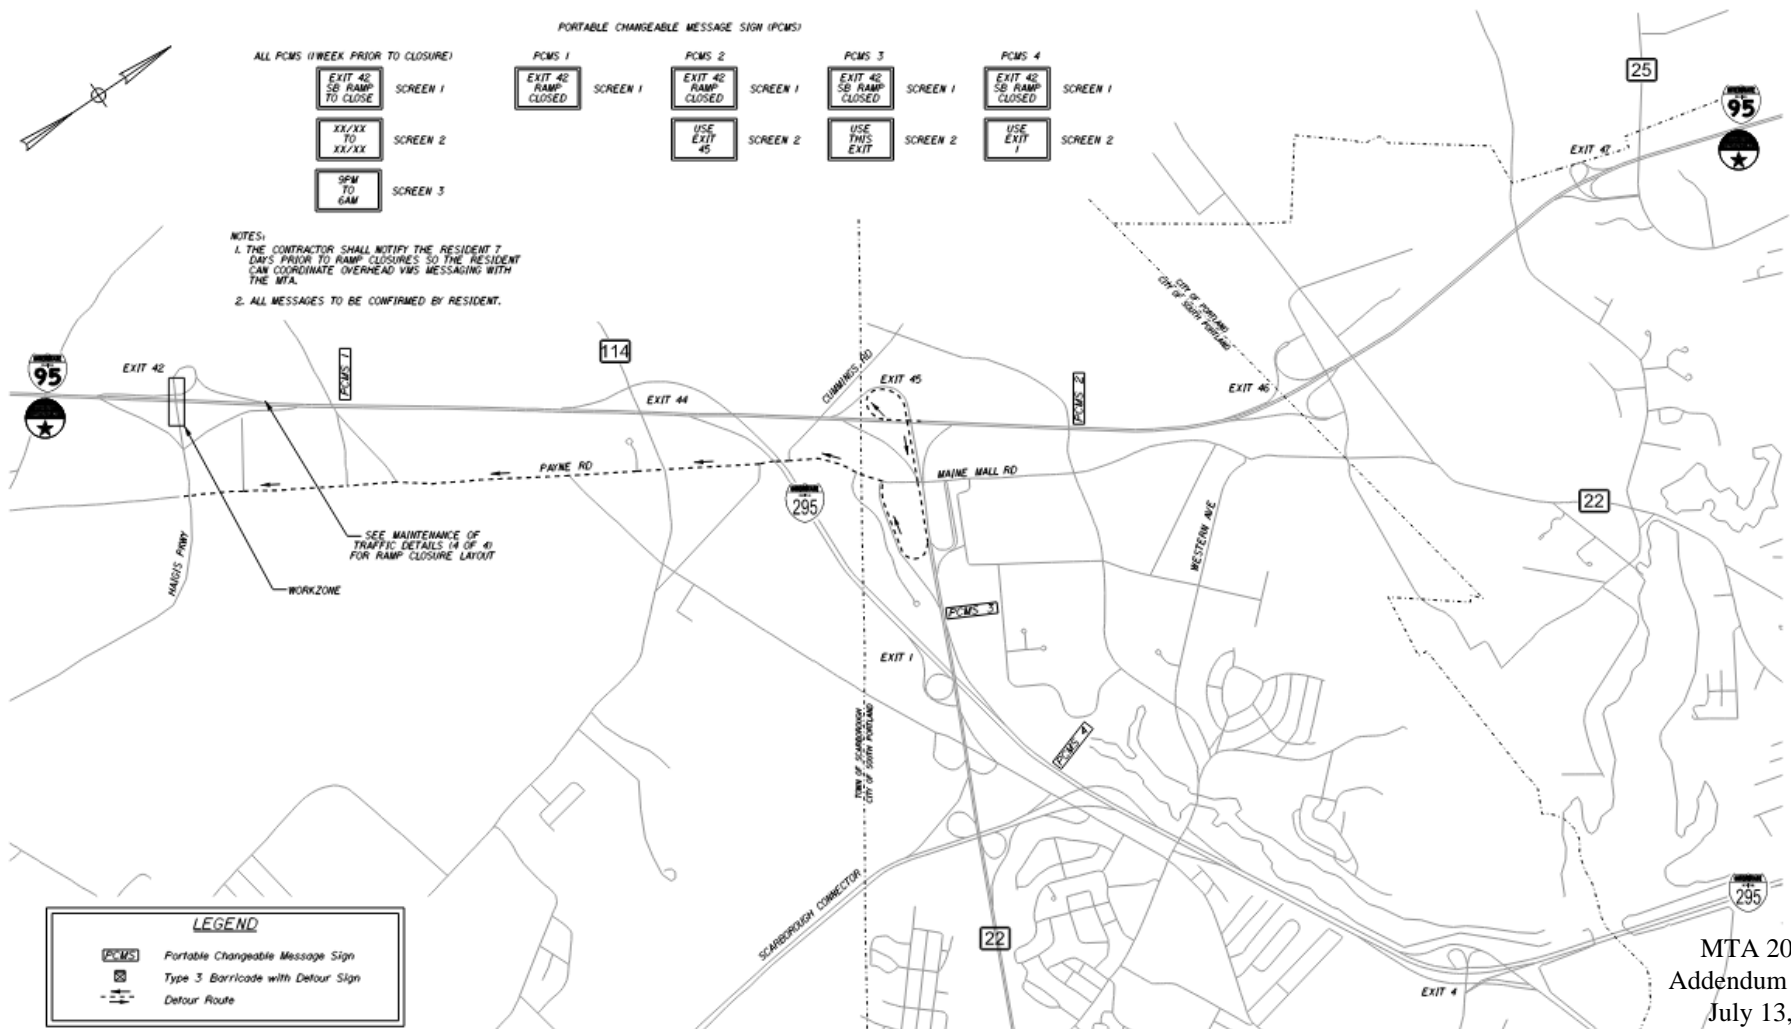 PORTABLE CHANGEABLE MESSAGE SIGN (PCMS)
ALL PCMS (1 WEEK PRIOR TO CLOSURE)
EXIT 42
SB RAMP
TO CLOSE
SCREEN 1
XX/XX
TO
XX/XX
SCREEN 2
9PM
TO
6AM
SCREEN 3
PCMS 1
EXIT 42
RAMP
CLOSED
SCREEN 1
PCMS 2
EXIT 42
RAMP
CLOSED
SCREEN 1
USE
EXIT
45
SCREEN 2
PCMS 3
EXIT 42
SB RAMP
CLOSED
SCREEN 1
USE
THIS
EXIT
SCREEN 2
PCMS 4
EXIT 42
SB RAMP
CLOSED
SCREEN 1
USE
EXIT
1
SCREEN 2
NOTES:
1. THE CONTRACTOR SHALL NOTIFY THE RESIDENT 7
DAYS PRIOR TO RAMP CLOSURES SO THE RESIDENT
CAN COORDINATE OVERHEAD VMS MESSAGING WITH
THE MTA.
2. ALL MESSAGES TO BE CONFIRMED BY RESIDENT.
25
95
EXIT 47
CITY OF PORTLAND
CITY OF SOUTH PORTLAND
95
EXIT 42
PCMS 1
114
EXIT 44
CUMMINGS RD
EXIT 45
PCMS 2
EXIT 46
PAYNE RD
MAINE MALL RD
295
22
WESTERN AVE
HAIGIS PKWY
SEE MAINTENANCE OF
TRAFFIC DETAILS (4 OF 4)
FOR RAMP CLOSURE LAYOUT
WORKZONE
PCMS 3
EXIT 1
PCMS 4
TOWN OF SCARBOROUGH
CITY OF SOUTH PORTLAND
SCARBOROUGH CONNECTOR
22
295
EXIT 4
LEGEND
PCMS
Portable Changeable Message Sign
Type 3 Barricade with Detour Sign
Detour Route
MTA 20
Addendum
July 13,